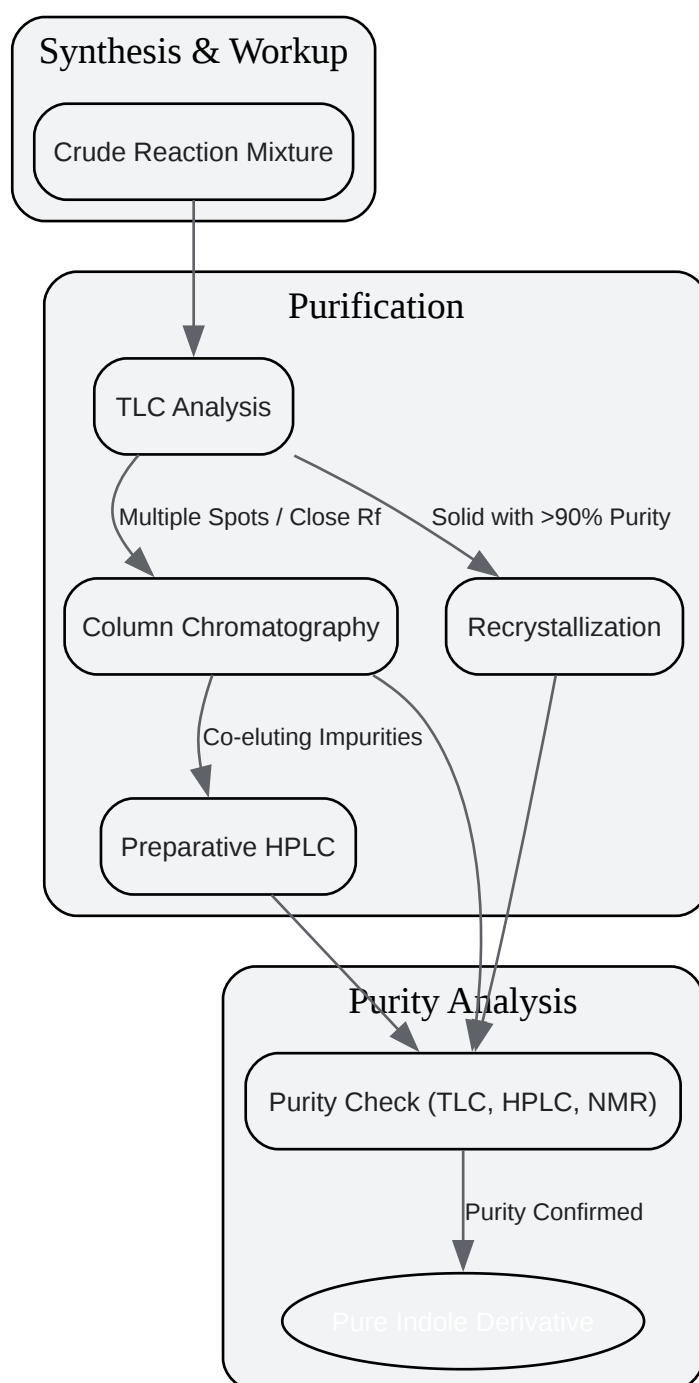 Synthesis & Workup
Crude Reaction Mixture
Purification
TLC Analysis
Multiple Spots / Close Rf
Solid with >90% Purity
Column Chromatography
Recrystallization
Co-eluting Impurities
Preparative HPLC
Purity Analysis
Purity Check (TLC, HPLC, NMR)
Purity Confirmed
Pure Indole Derivative